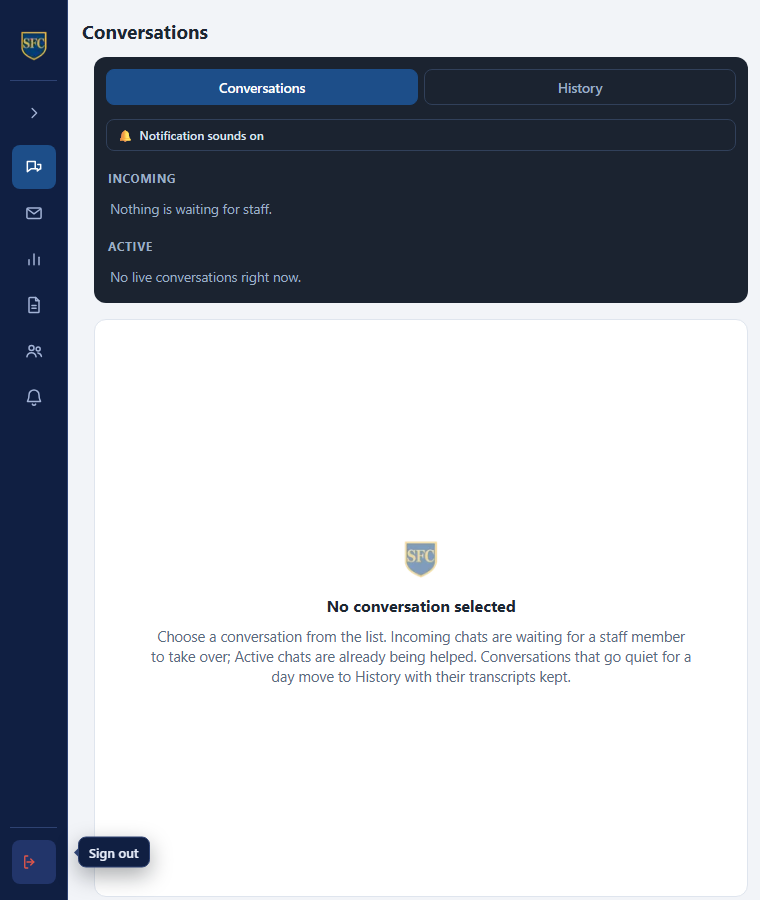 SFC
Conversations
Conversations
History
Notification sounds on
INCOMING
Nothing is waiting for staff.
ACTIVE
No live conversations right now.
SFC
No conversation selected
Choose a conversation from the list. Incoming chats are waiting for a staff member
to take over; Active chats are already being helped. Conversations that go quiet for a
day move to History with their transcripts kept.
Sign out